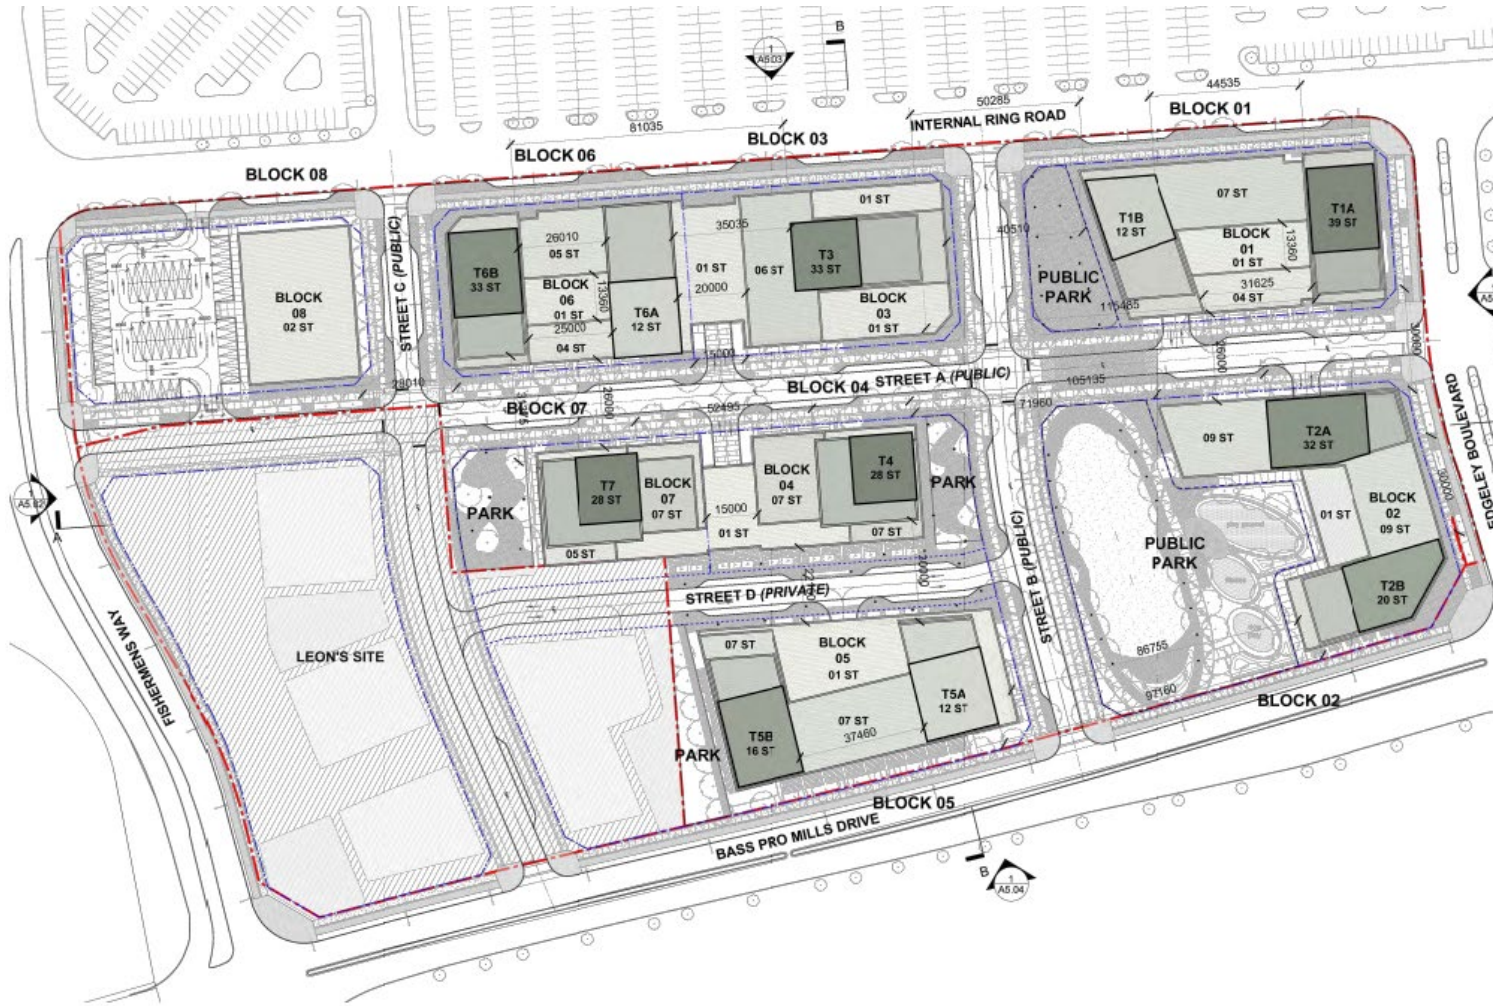 B
1
A5.03
44535
50285
BLOCK 01
INTERNAL RING ROAD
81035
BLOCK 03
BLOCK 06
BLOCK 08
STREET C (PUBLIC)
T6B
33 ST
26010
05 ST
BLOCK
06
01 ST
13360
25000
04 ST
T6A
12 ST
35035
01 ST
20000
06 ST
01 ST
T3
33 ST
BLOCK
03
01 ST
40510
PUBLIC
PARK
115485
T1B
12 ST
07 ST
BLOCK
01
01 ST
13360
31625
04 ST
T1A
39 ST
BLOCK
08
02 ST
15000
28010
BLOCK 04
STREET A (PUBLIC)
105135
26000
BLOCK 07
26000
52495
71960
EDGELEY BOULEVARD
1
A5.02
A
PARK
T7
28 ST
BLOCK
07
07 ST
05 ST
15000
01 ST
BLOCK
04
07 ST
T4
28 ST
07 ST
PARK
09 ST
T2A
32 ST
BLOCK
02
09 ST
01 ST
T2B
20 ST
PUBLIC
PARK
86755
97160
STREET B (PUBLIC)
20000
STREET D (PRIVATE)
LEON'S SITE
FISHERMENS WAY
07 ST
BLOCK
05
01 ST
07 ST
37460
T5A
12 ST
T5B
16 ST
PARK
BLOCK 02
BLOCK 05
BASS PRO MILLS DRIVE
B
1
A5.04